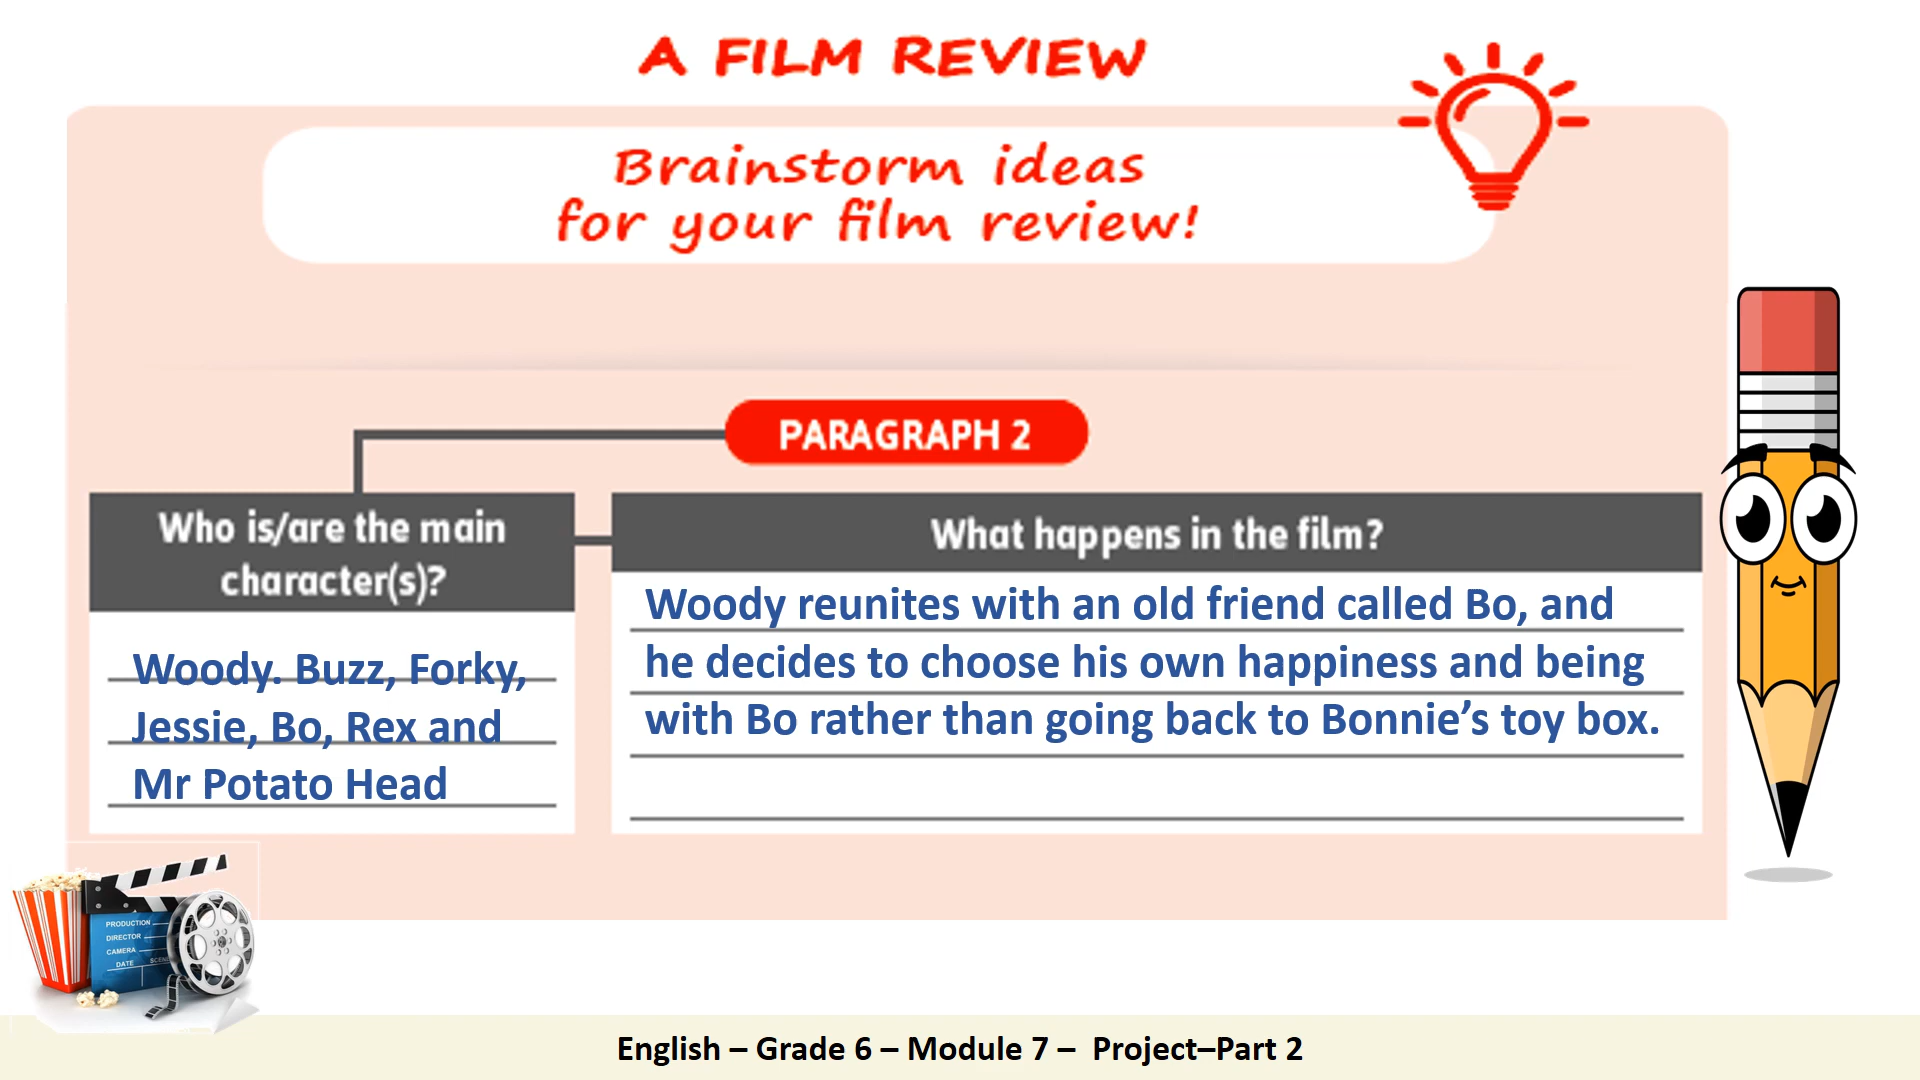 A FILM REVIEW
Brainstorm ideas
for your film review!
PARAGRAPH 2
Who is/are the main
character(s)?
Woody. Buzz, Forky,
Jessie, Bo, Rex and
Mr Potato Head
What happens in the film?
Woody reunites with an old friend called Bo, and
he decides to choose his own happiness and being
with Bo rather than going back to Bonnie’s toy box.
PRODUCTION
DIRECTOR
CAMERA
DATE
English – Grade 6 – Module 7 – Project–Part 2